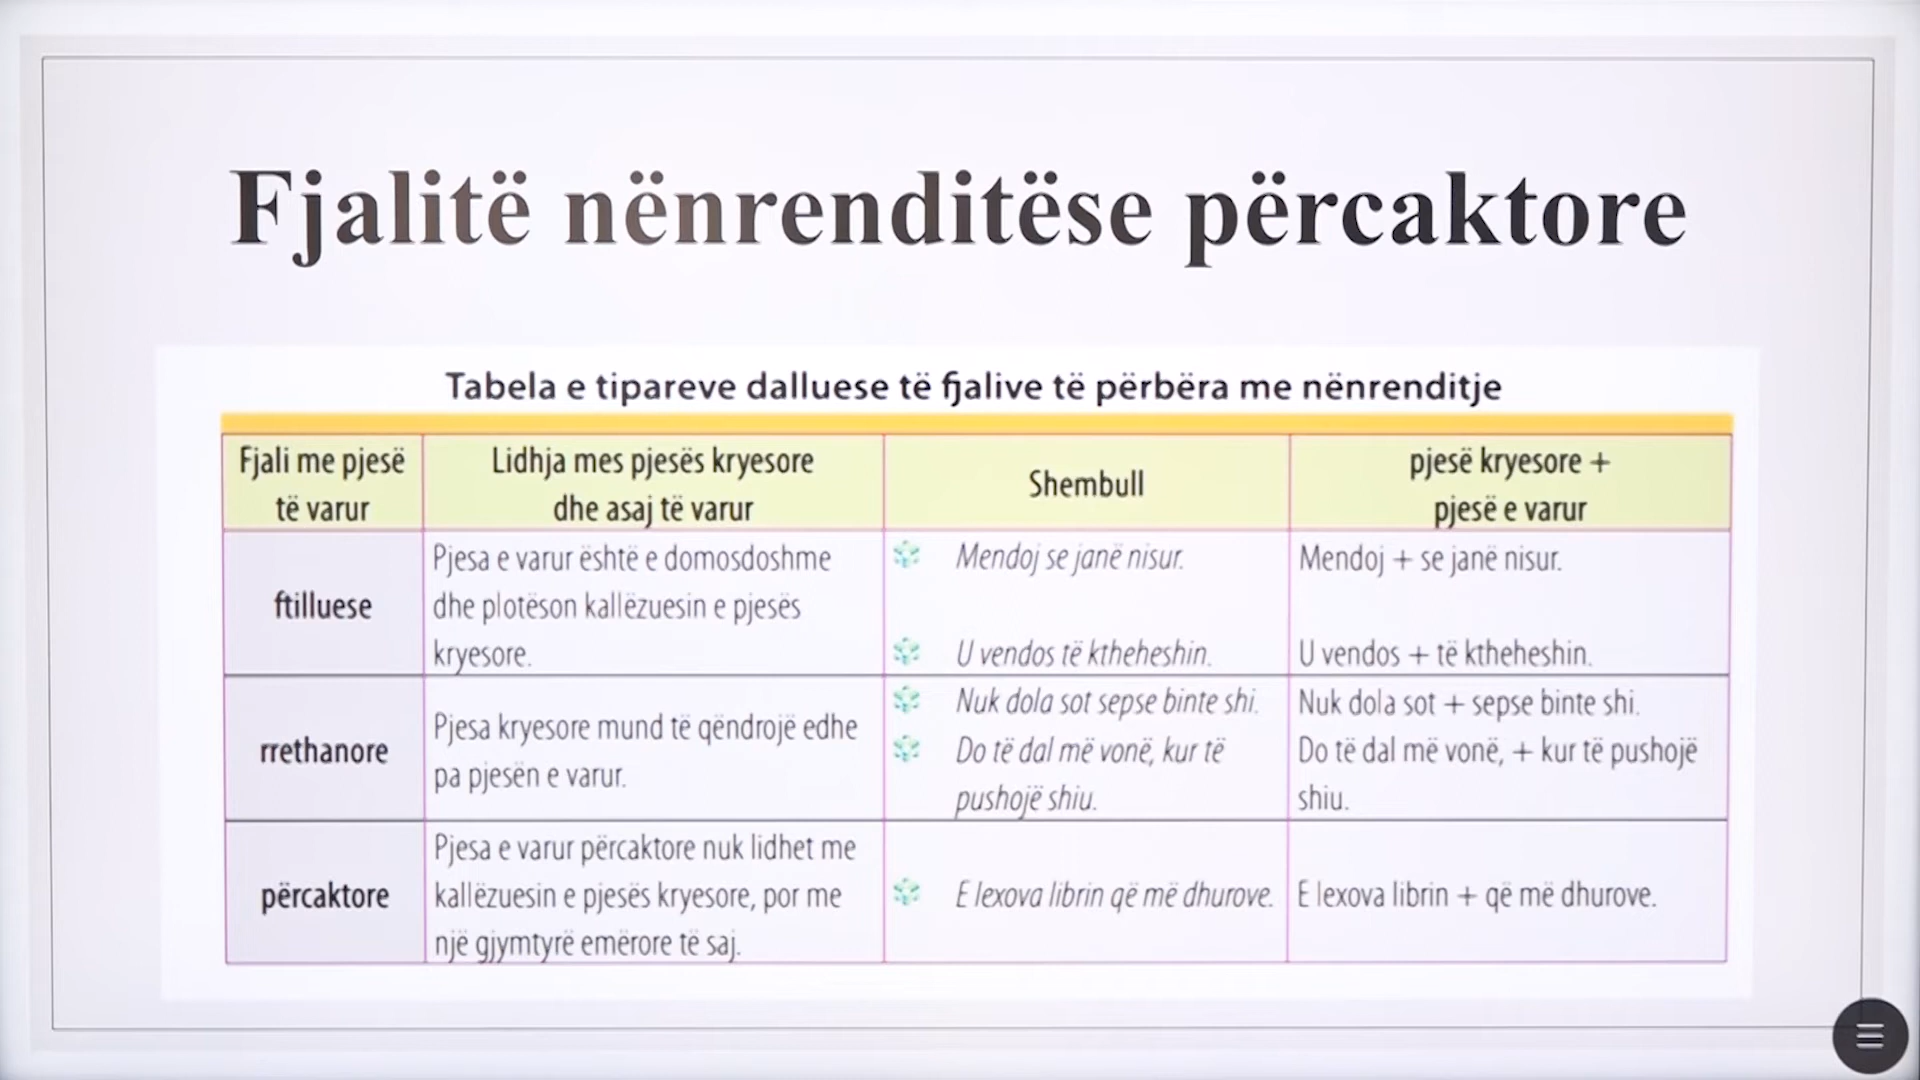 Fjalitë nënrenditëse përcaktore
Tabela e tipareve dalluese të fjalive të përbëra me nënrenditje
Fjali me pjesë
të varur
Lidhja mes pjesës kryesore
dhe asaj të varur
Shembull
pjesë kryesore +
pjesë e varur
ftilluese
Pjesa e varur është e domosdoshme
dhe plotëson kallëzuesin e pjesës
kryesore.
Mendoj se janë nisur.
U vendos të ktheheshin.
Mendoj + se janë nisur.
U vendos + të ktheheshin.
rrethanore
Pjesa kryesore mund të qëndrojë edhe
pa pjesën e varur.
Nuk dola sot sepse binte shi.
Do të dal më vonë, kur të
pushojë shiu.
Nuk dola sot + sepse binte shi.
Do të dal më vonë, + kur të pushojë
shiu.
përcaktore
Pjesa e varur përcaktore nuk lidhet me
kallëzuesin e pjesës kryesore, por me
një gjymtyrë emërore të saj.
E lexova librin që më dhurove.
E lexova librin + që më dhurove.